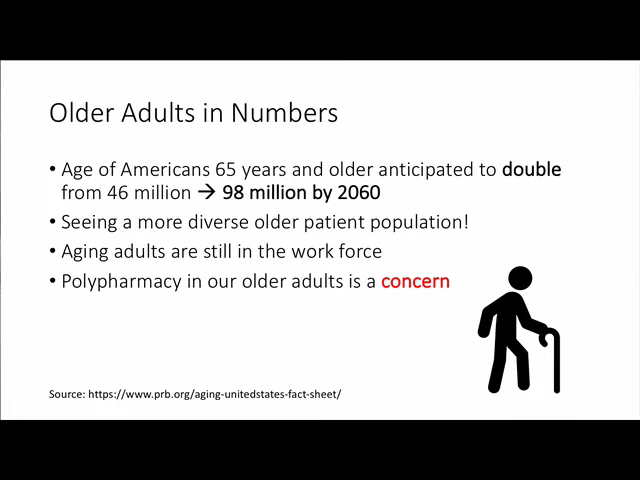 Older Adults in Numbers
• Age of Americans 65 years and older anticipated to double
from 46 million → 98 million by 2060
• Seeing a more diverse older patient population!
• Aging adults are still in the work force
• Polypharmacy in our older adults is a concern
Source: https://www.prb.org/aging-unitedstates-fact-sheet/